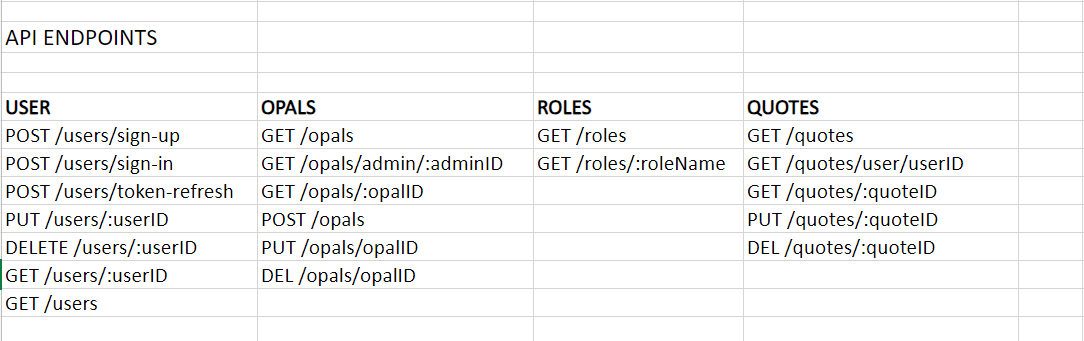 API ENDPOINTS
USER OPALS ROLES QUOTES
POST /users/sign-up GET /opals GET /roles GET /quotes
POST /users/sign-in GET /opals/admin/:adminID GET /roles/:roleName GET /quotes/user/userID
POST /users/token-refresh GET /opals/:opalID GET /quotes/:quoteID
PUT /users/:userID POST /opals PUT /quotes/:quoteID
DELETE /users/:userID PUT /opals/opalID DEL /quotes/:quoteID
GET /users/:userID DEL /opals/opalID
GET /users